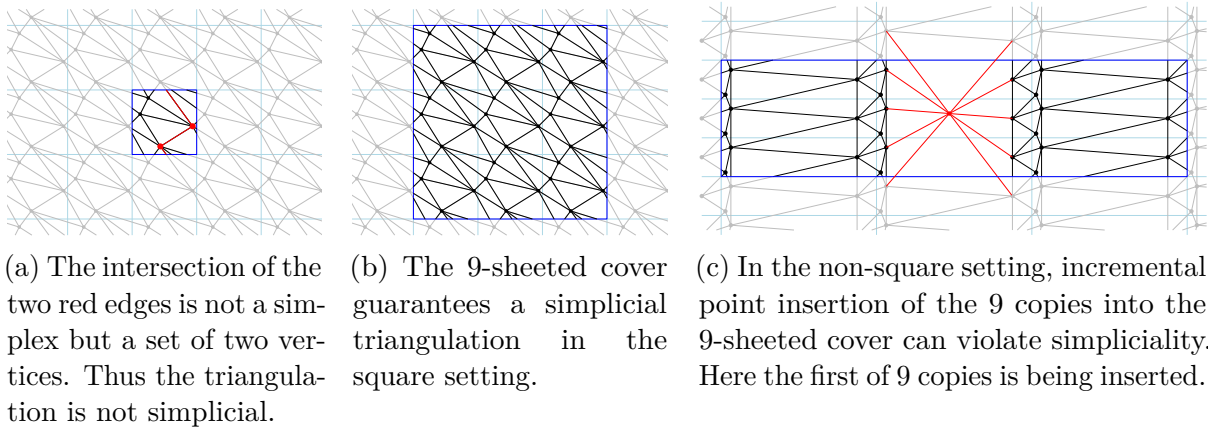 (a) The intersection of the
two red edges is not a sim-
plex but a set of two ver-
tices. Thus the triangula-
tion is not simplicial.
(b) The 9-sheeted cover
guarantees a simplicial
triangulation in the
square setting.
(c) In the non-square setting, incremental
point insertion of the 9 copies into the
9-sheeted cover can violate simpliciality.
Here the first of 9 copies is being inserted.